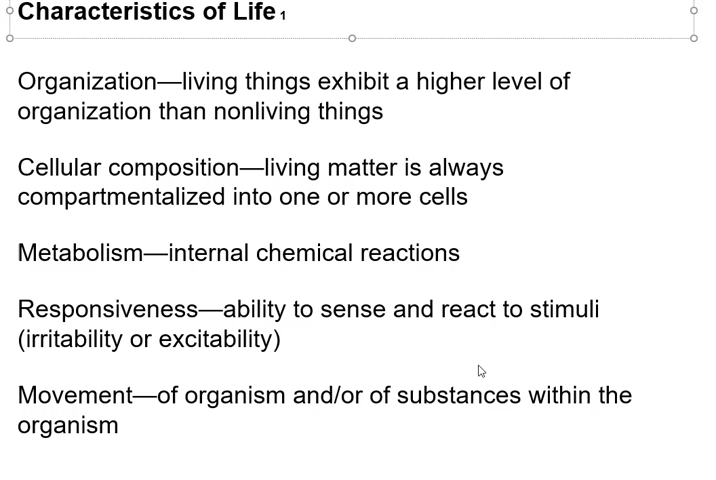 Characteristics of Life 1
Organization—living things exhibit a higher level of
organization than nonliving things
Cellular composition—living matter is always
compartmentalized into one or more cells
Metabolism—internal chemical reactions
Responsiveness—ability to sense and react to stimuli
(irritability or excitability)
Movement—of organism and/or of substances within the
organism